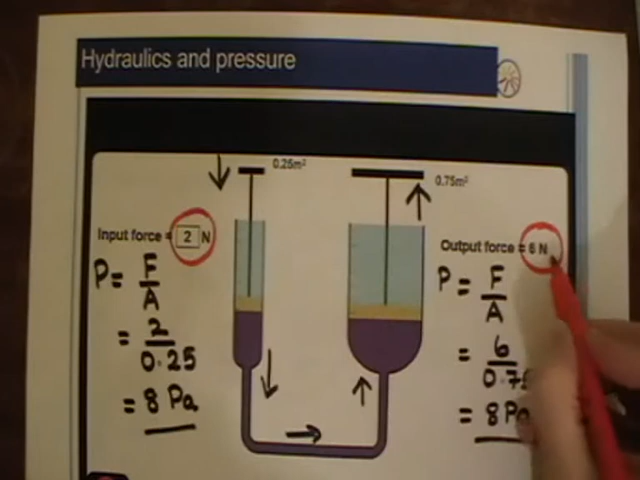 Hydraulics and pressure
0.25m²
0.75m²
Input force = 2 N
Output force = 6 N
P = F/A
= 2/0.25
= 8 Pa
P = F/A
= 6/0.75
= 8 Pa